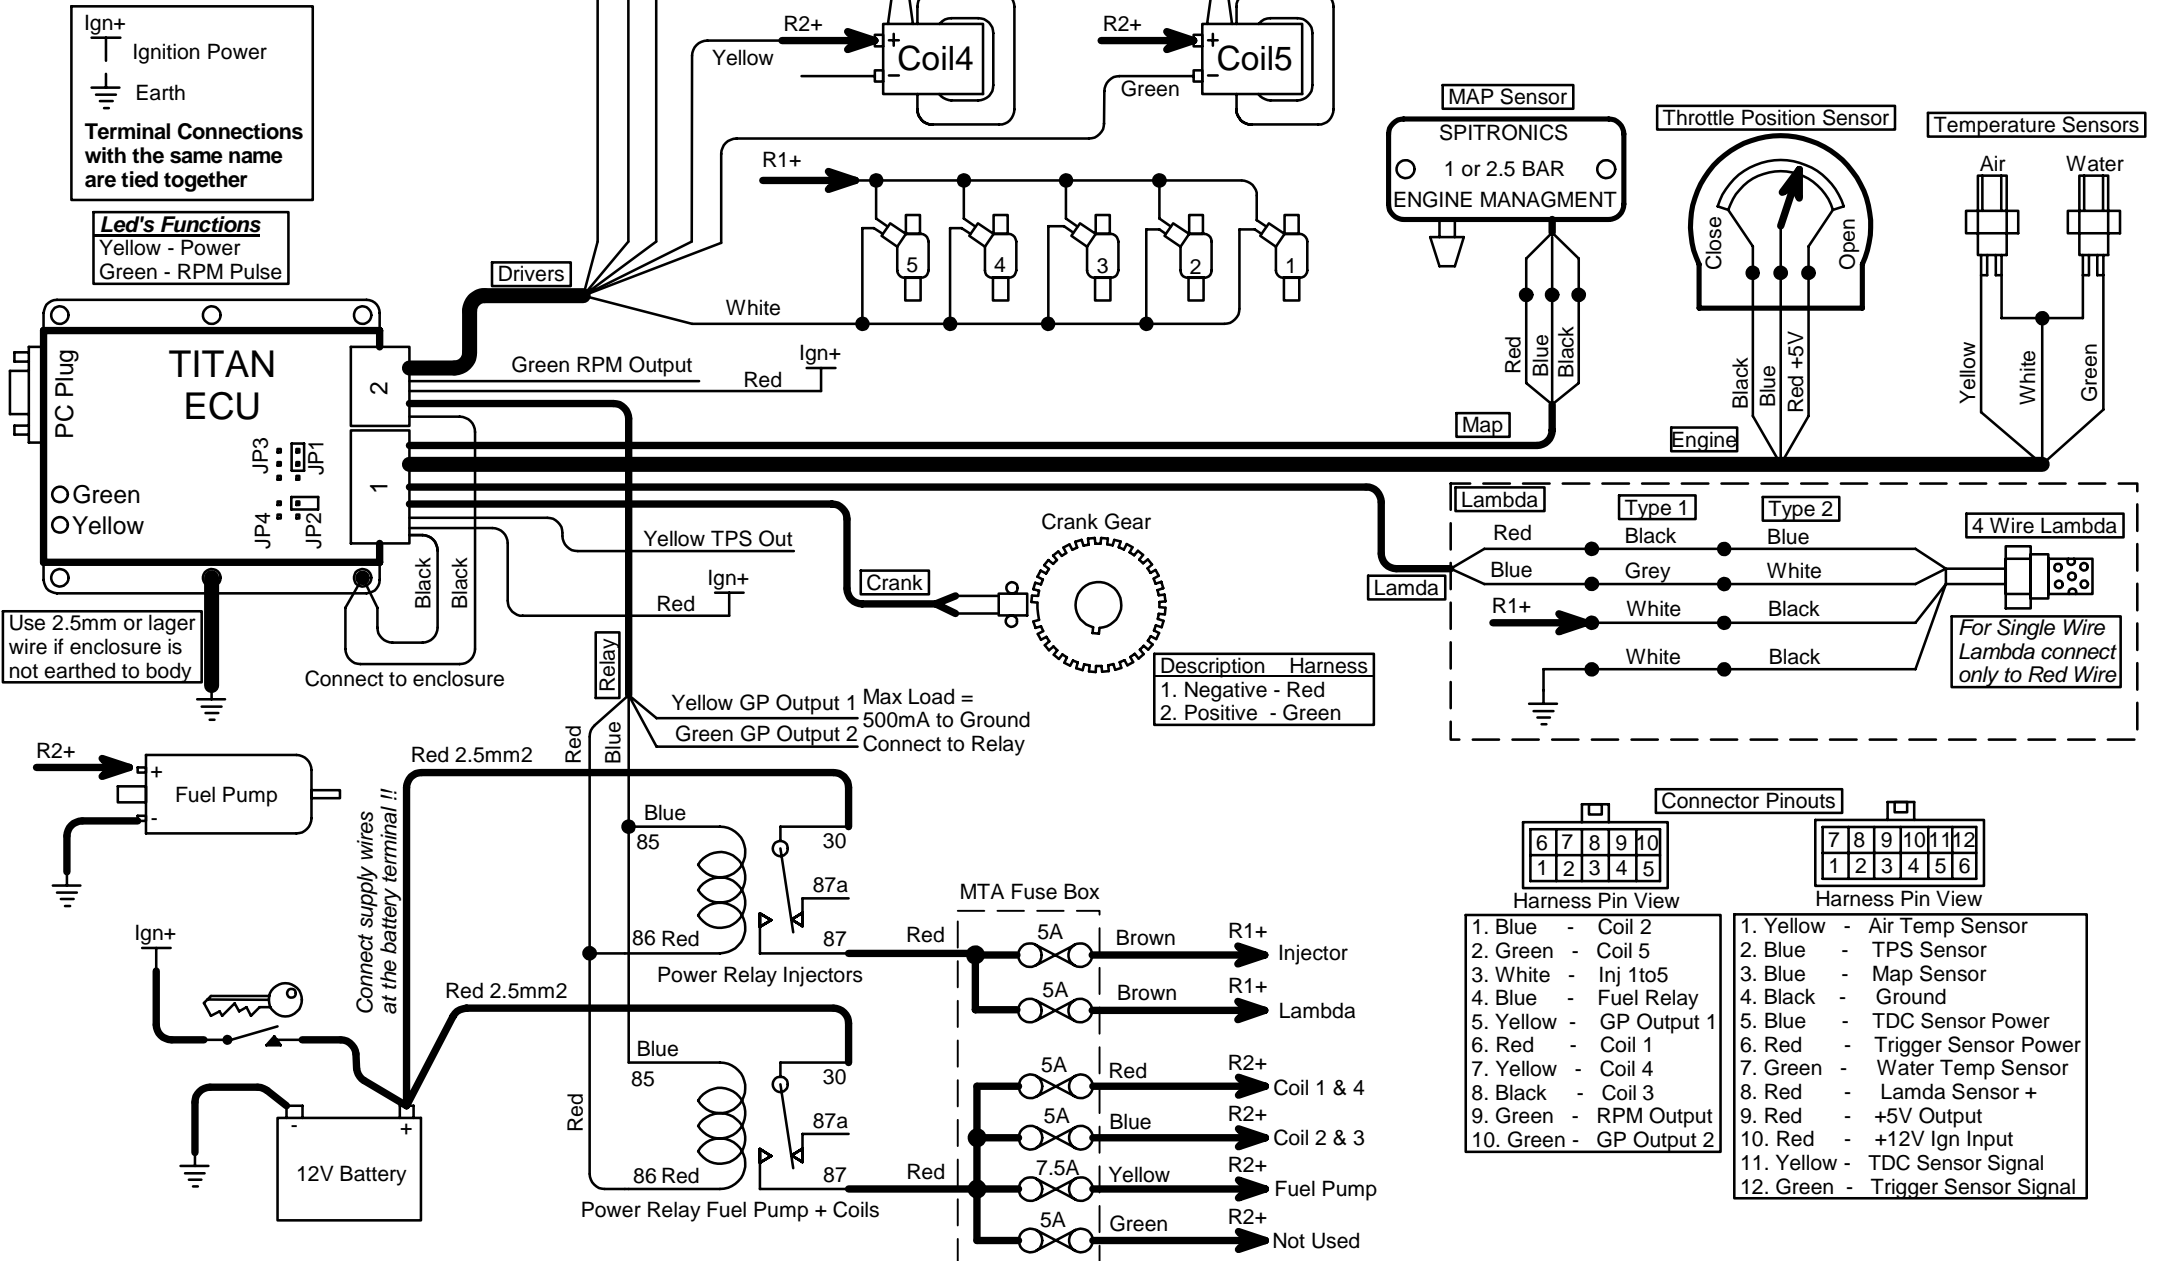 Ign+
Ignition Power
Earth
Terminal Connections
with the same name
are tied together
Led's Functions
Yellow - Power
Green - RPM Pulse
R2+
Yellow
+
Coil4
-
R2+
Green
+
Coil5
-
R1+
5
4
3
2
1
Drivers
White
MAP Sensor
SPITRONICS
1 or 2.5 BAR
ENGINE MANAGMENT
Red
Blue
Black
Map
Throttle Position Sensor
Close
Open
Black
Blue
Red +5V
Engine
Temperature Sensors
Air
Water
Yellow
White
Green
PC Plug
TITAN
ECU
2
1
JP3
JP1
JP4
JP2
Green
Yellow
Green RPM Output
Red
Ign+
Yellow TPS Out
Red
Ign+
Black
Black
Connect to enclosure
Use 2.5mm or lager
wire if enclosure is
not earthed to body
Crank Gear
Crank
Description Harness
1. Negative - Red
2. Positive - Green
Lamda
Lambda
Type 1
Type 2
4 Wire Lambda
Red
Black
Blue
Blue
Grey
White
R1+
White
Black
White
Black
For Single Wire
Lambda connect
only to Red Wire
Relay
Yellow GP Output 1
Green GP Output 2
Max Load =
500mA to Ground
Connect to Relay
Red
Blue
R2+
+
Fuel Pump
-
Red 2.5mm2
Connect supply wires
at the battery terminal !!
Blue
85
30
87a
86 Red
87
Power Relay Injectors
Red
Red 2.5mm2
Ign+
-
+
12V Battery
Blue
85
30
87a
Red
86 Red
87
Power Relay Fuel Pump + Coils
Red
MTA Fuse Box
5A
Brown
R1+
Injector
5A
Brown
R1+
Lambda
5A
Red
R2+
Coil 1 & 4
5A
Blue
R2+
Coil 2 & 3
7.5A
Yellow
R2+
Fuel Pump
5A
Green
R2+
Not Used
Connector Pinouts
6 7 8 9 10
1 2 3 4 5
Harness Pin View
1. Blue - Coil 2
2. Green - Coil 5
3. White - Inj 1to5
4. Blue - Fuel Relay
5. Yellow - GP Output 1
6. Red - Coil 1
7. Yellow - Coil 4
8. Black - Coil 3
9. Green - RPM Output
10. Green - GP Output 2
7 8 9 10 11 12
1 2 3 4 5 6
Harness Pin View
1. Yellow - Air Temp Sensor
2. Blue - TPS Sensor
3. Blue - Map Sensor
4. Black - Ground
5. Blue - TDC Sensor Power
6. Red - Trigger Sensor Power
7. Green - Water Temp Sensor
8. Red - Lamda Sensor +
9. Red - +5V Output
10. Red - +12V Ign Input
11. Yellow - TDC Sensor Signal
12. Green - Trigger Sensor Signal